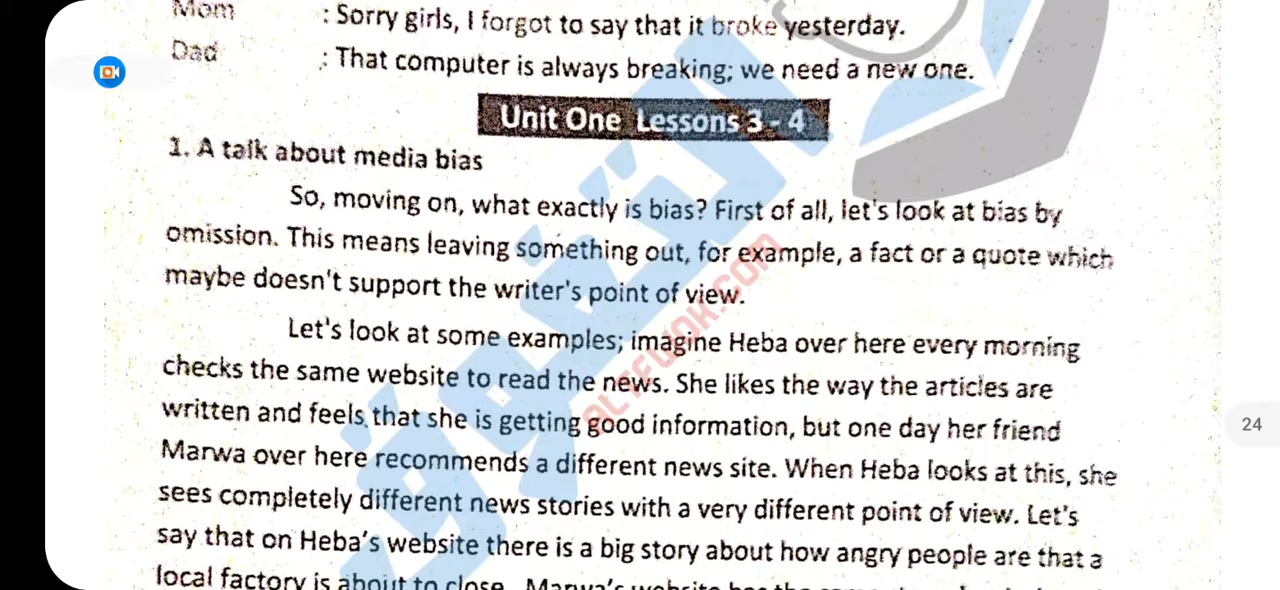 Mom : Sorry girls, I forgot to say that it broke yesterday.
Dad : That computer is always breaking; we need a new one.
Unit One Lessons 3 - 4
1. A talk about media bias
So, moving on, what exactly is bias? First of all, let's look at bias by
omission. This means leaving something out, for example, a fact or a quote which
maybe doesn't support the writer's point of view.
Let's look at some examples; imagine Heba over here every morning
checks the same website to read the news. She likes the way the articles are
written and feels that she is getting good information, but one day her friend
24
Marwa over here recommends a different news site. When Heba looks at this, she
sees completely different news stories with a very different point of view. Let's
say that on Heba's website there is a big story about how angry people are that a
local factory is about to close. Marwa's website has the
التفوق
ALTFWOK.COM